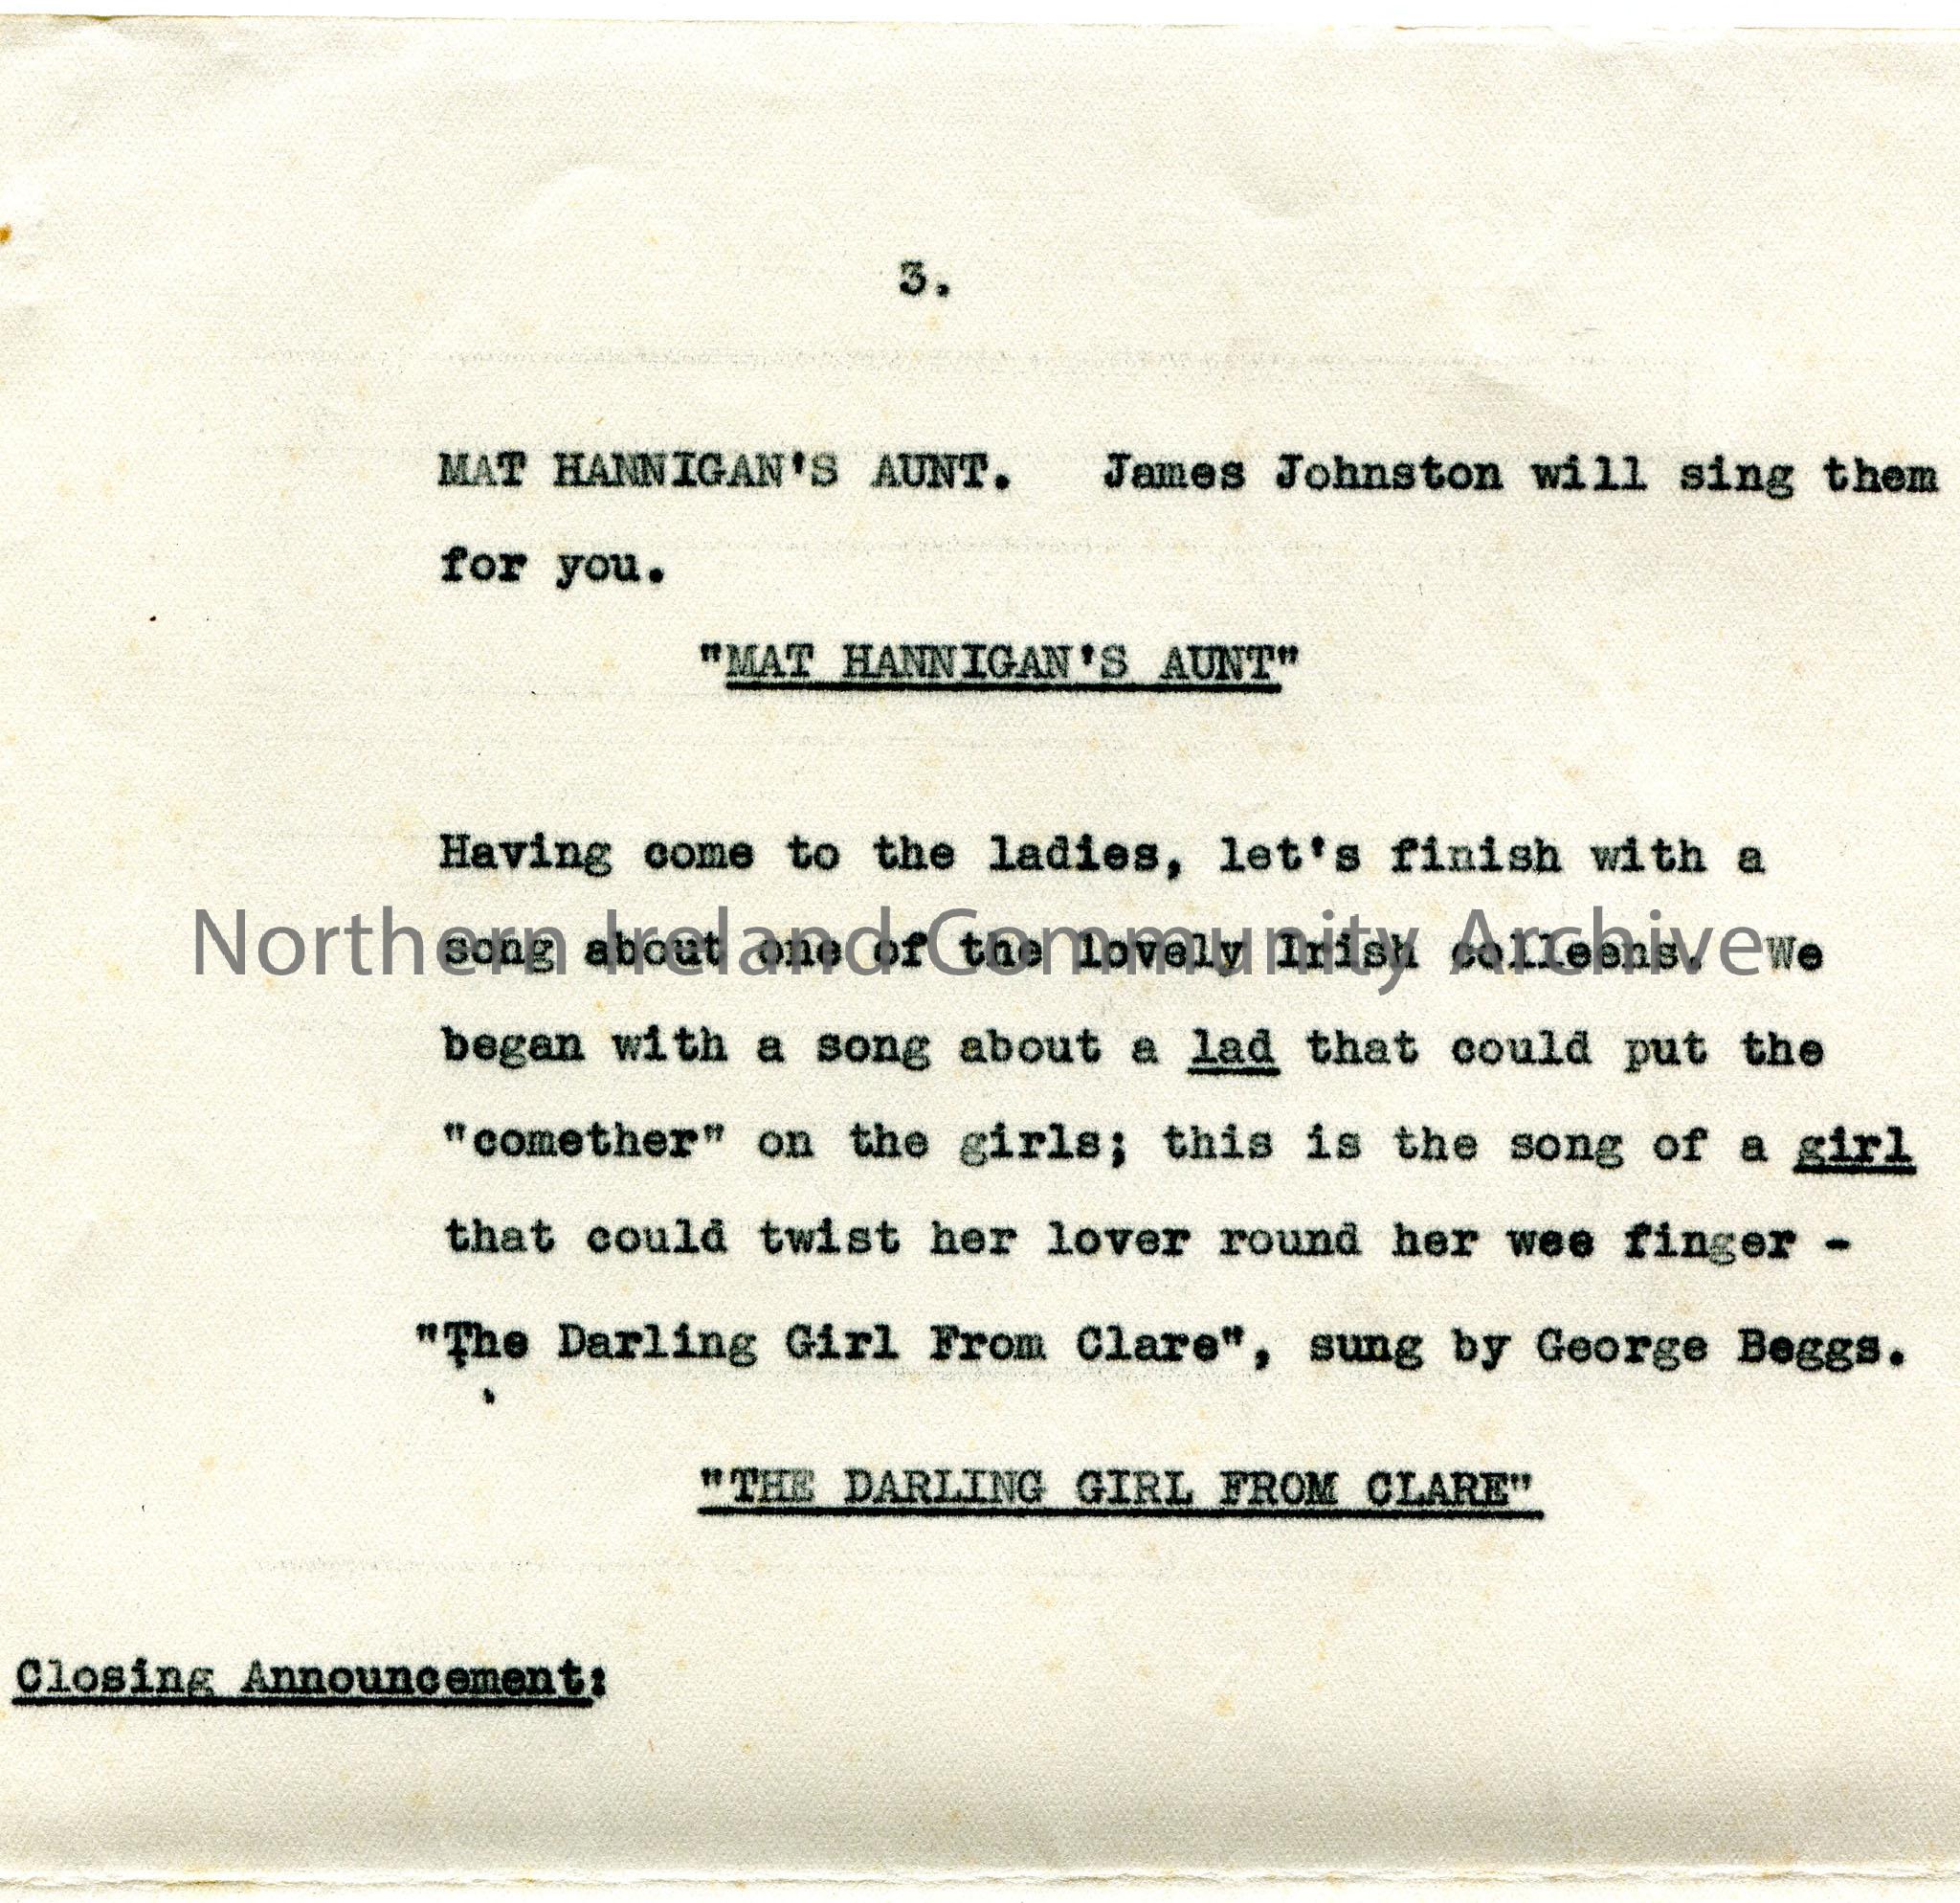 3.
MAT HANNIGAN'S AUNT. James Johnston will sing them
for you.
"MAT HANNIGAN'S AUNT"
Having come to the ladies, let's finish with a
song about one of the lovely Irish colleens. We
Northern Ireland Community Archive
began with a song about a lad that could put the
"comether" on the girls; this is the song of a girl
that could twist her lover round her wee finger -
"The Darling Girl From Clare", sung by George Beggs.
"THE DARLING GIRL FROM CLARE"
Closing Announcement: